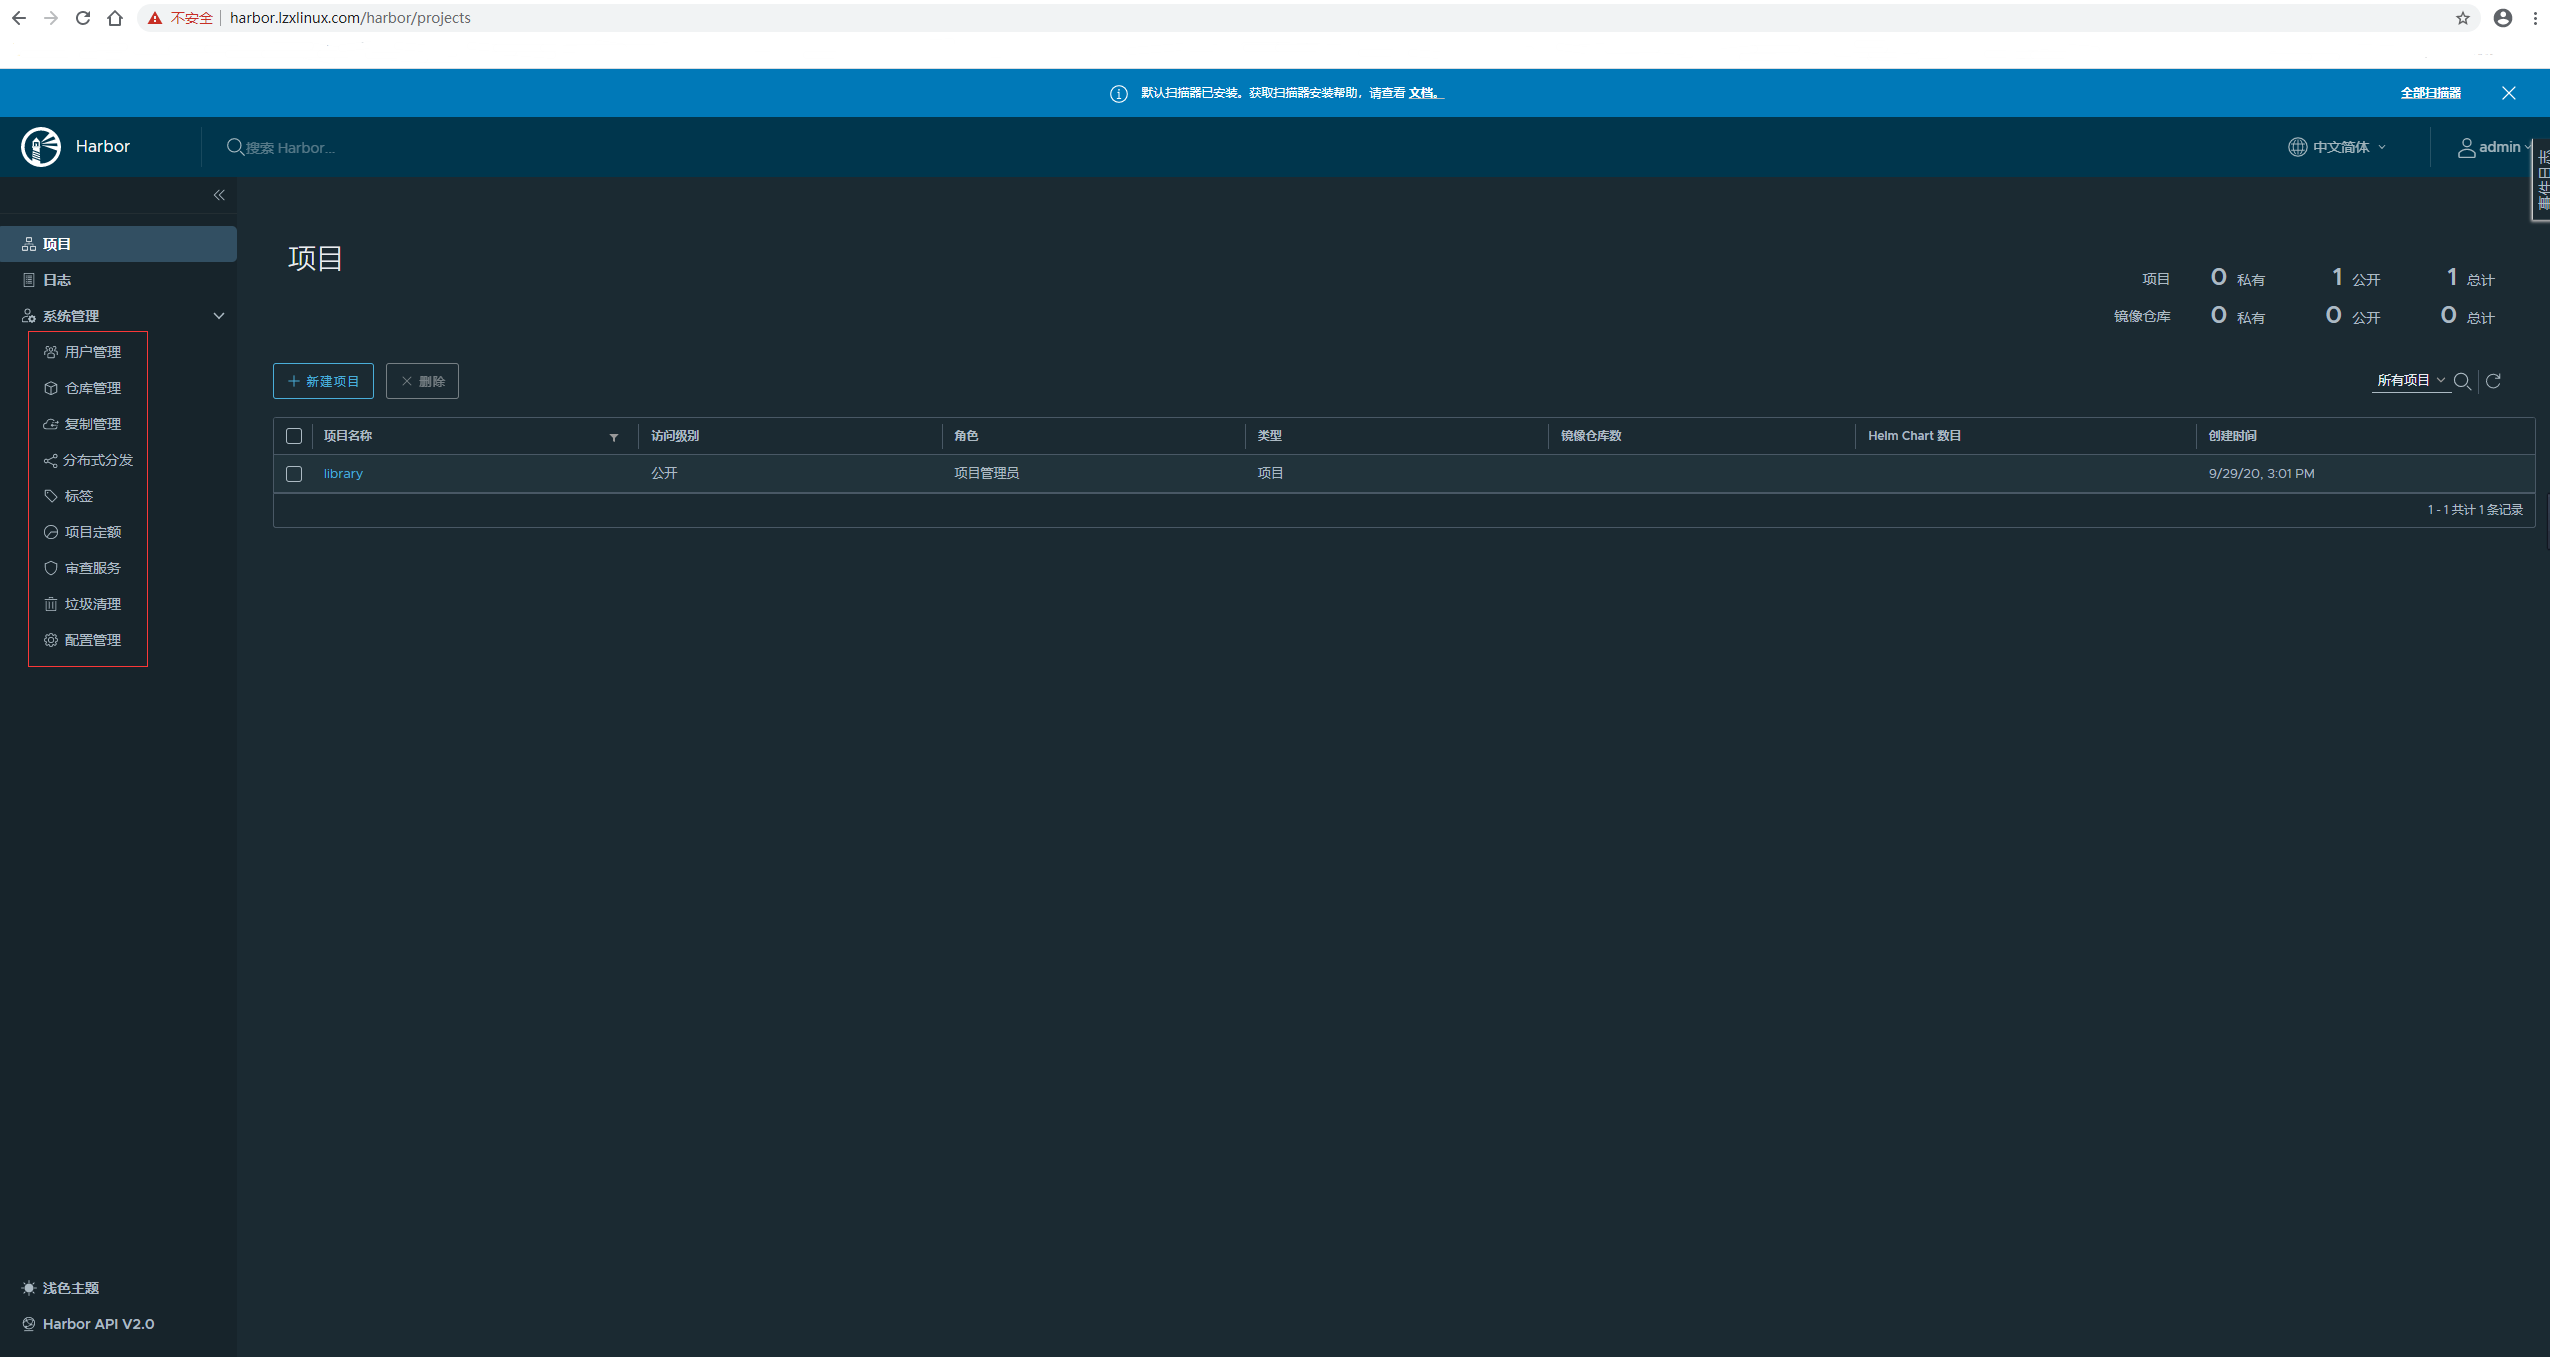 不安全 harbor.lzxlinux.com/harbor/projects
默认扫描器已安装。获取扫描器安装帮助，请查看 文档。 全部扫描器
Harbor 搜索 Harbor... 中文简体 admin
事件日志
项目
日志
系统管理
用户管理
仓库管理
复制管理
分布式分发
标签
项目定额
审查服务
垃圾清理
配置管理
浅色主题
Harbor API V2.0
项目
项目 0 私有 1 公开 1 总计
镜像仓库 0 私有 0 公开 0 总计
新建项目 删除 所有项目
项目名称 访问级别 角色 类型 镜像仓库数 Helm Chart 数目 创建时间
library 公开 项目管理员 项目 9/29/20, 3:01 PM
1 - 1 共计 1 条记录